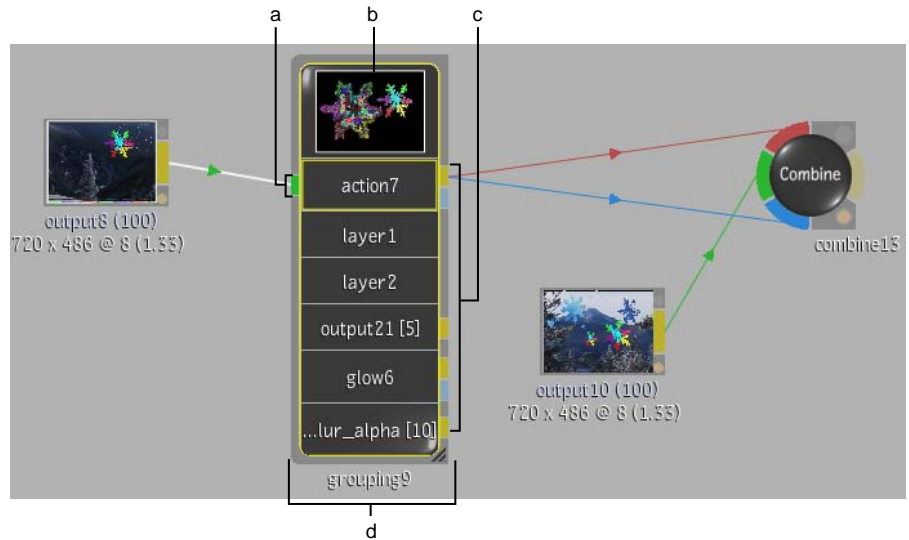 a
b
c
output8 (100)
720 x 486 @ 8 (1.33)
action7
layer1
layer2
output21 [5]
glow6
...lur_alpha [10]
grouping9
Combine
combine13
output10 (100)
720 x 486 @ 8 (1.33)
d